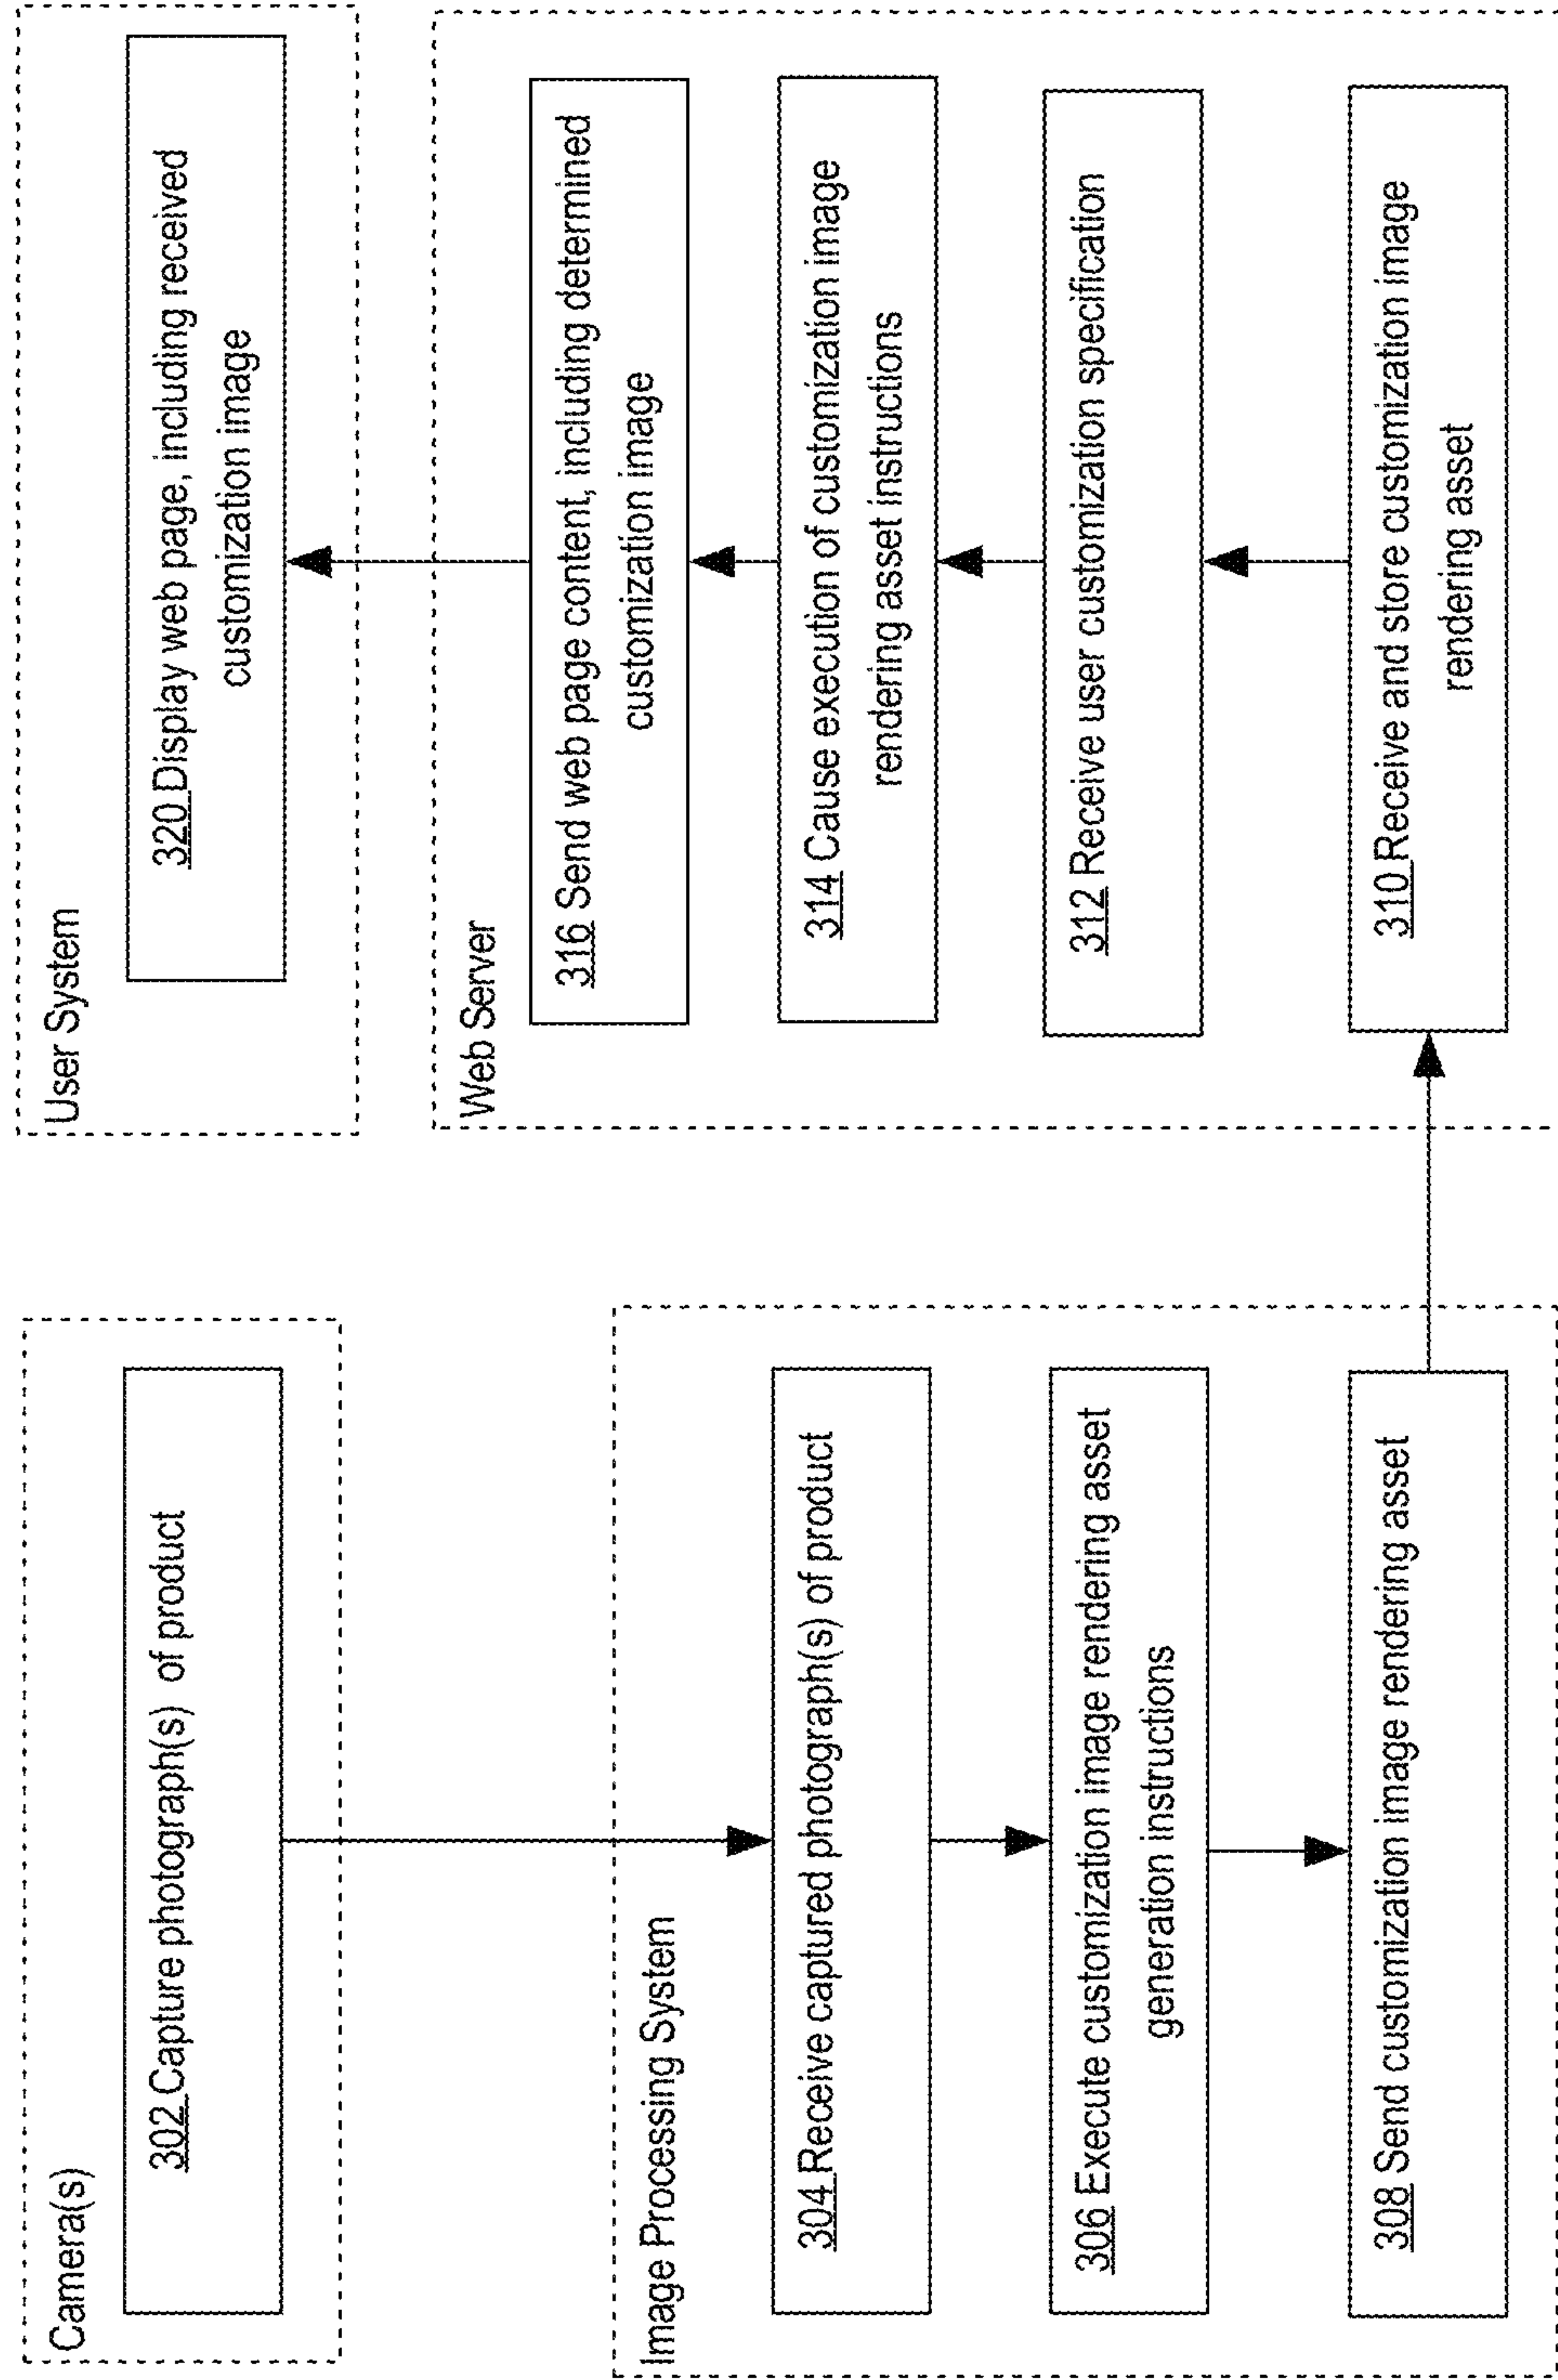 Camera(s)
302 Capture photograph(s) of product
Image Processing System
304 Receive captured photograph(s) of product
306 Execute customization image rendering asset
generation instructions
308 Send customization image rendering asset
User System
320 Display web page, including received
customization image
Web Server
316 Send web page content, including determined
customization image
314 Cause execution of customization image
rendering asset instructions
312 Receive user customization specification
310 Receive and store customization image
rendering asset